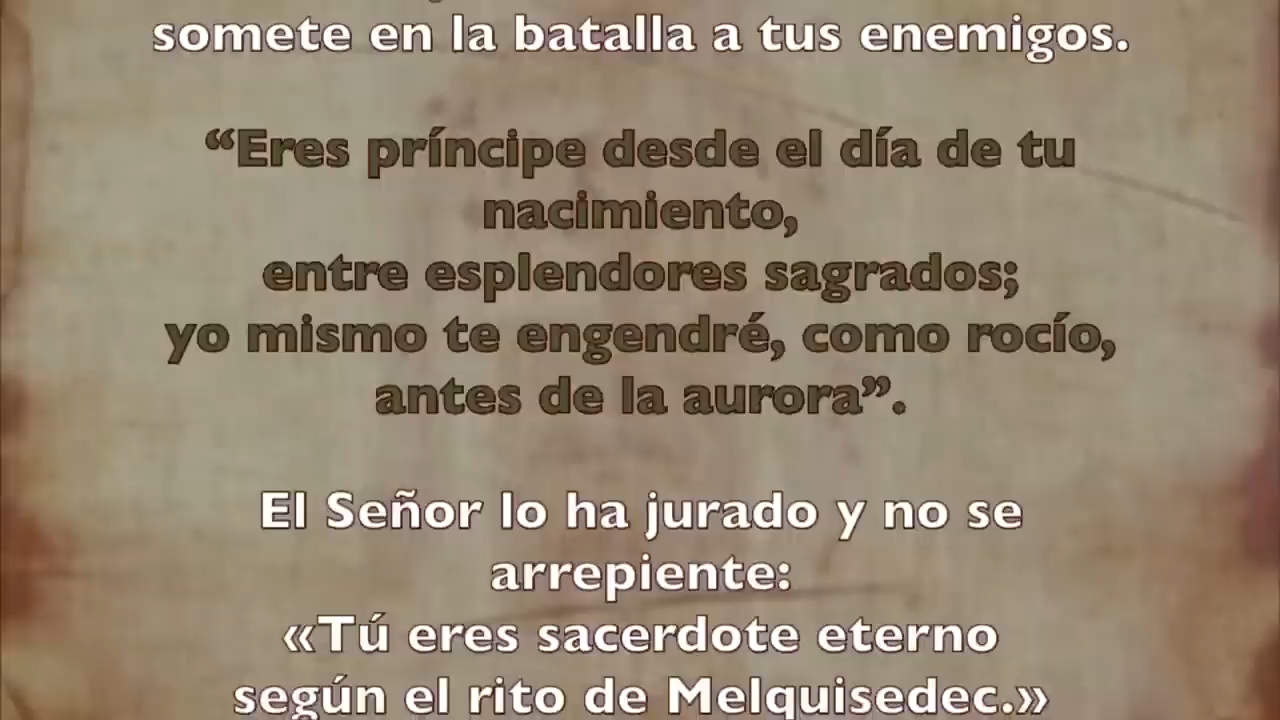 somete en la batalla a tus enemigos.
“Eres príncipe desde el día de tu
nacimiento,
entre esplendores sagrados;
yo mismo te engendré, como rocío,
antes de la aurora”.
El Señor lo ha jurado y no se
arrepiente:
«Tú eres sacerdote eterno
según el rito de Melquisedec.»